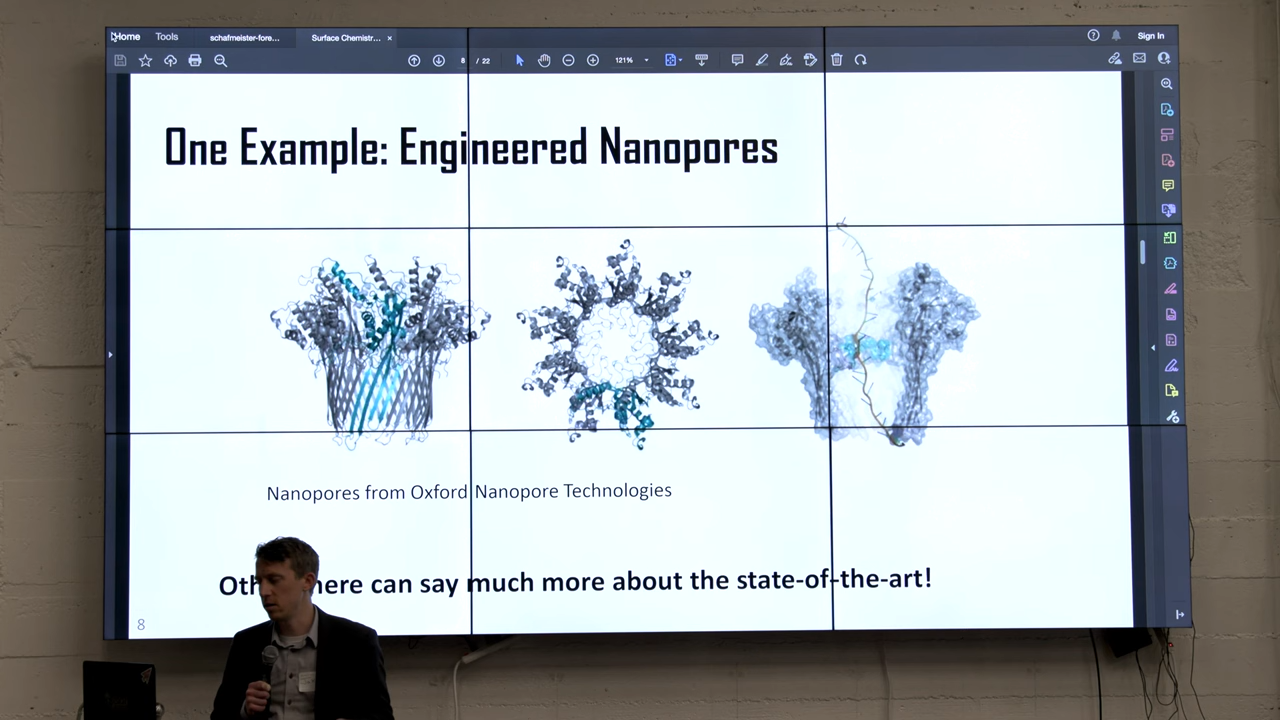 Home Tools schafmeister-fore... Surface Chemistr... × Sign In
8 / 22 121%
One Example: Engineered Nanopores
Nanopores from Oxford Nanopore Technologies
Oth here can say much more about the state-of-the-art!
8